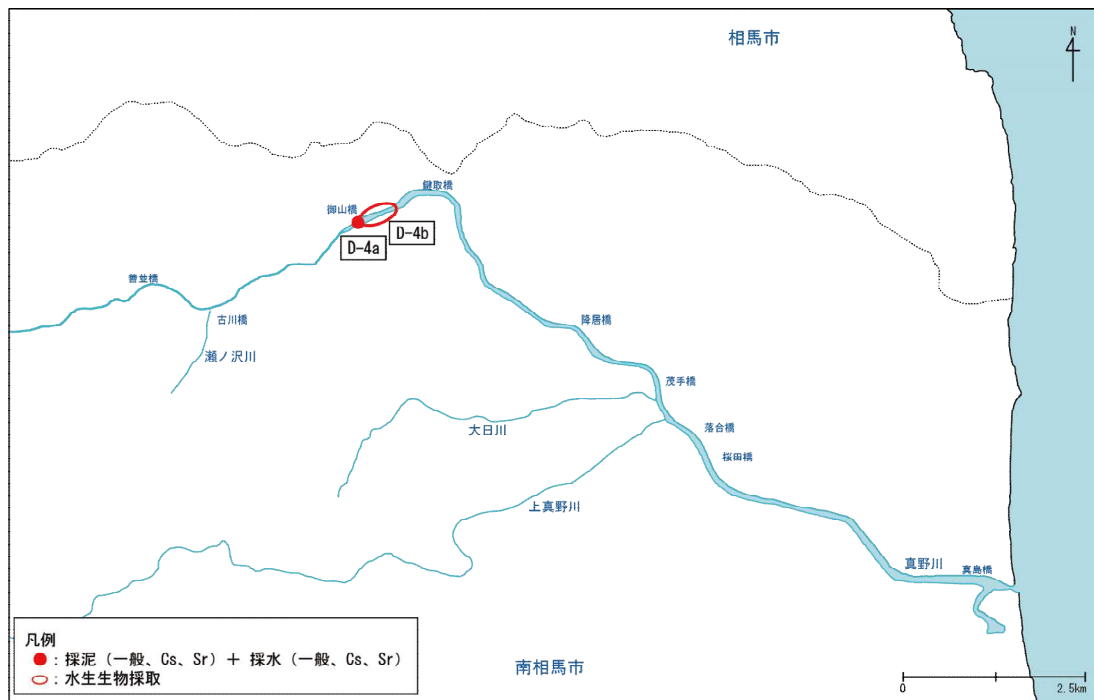 相馬市
N
鍵取橋
御山橋
D-4b
D-4a
善並橋
古川橋
瀬ノ沢川
降居橋
茂手橋
大日川
落合橋
桜田橋
上真野川
真野川
真島橋
凡例
：採泥（一般、Cs、Sr）＋ 採水（一般、Cs、Sr）
：水生生物採取
南相馬市
0
2.5km